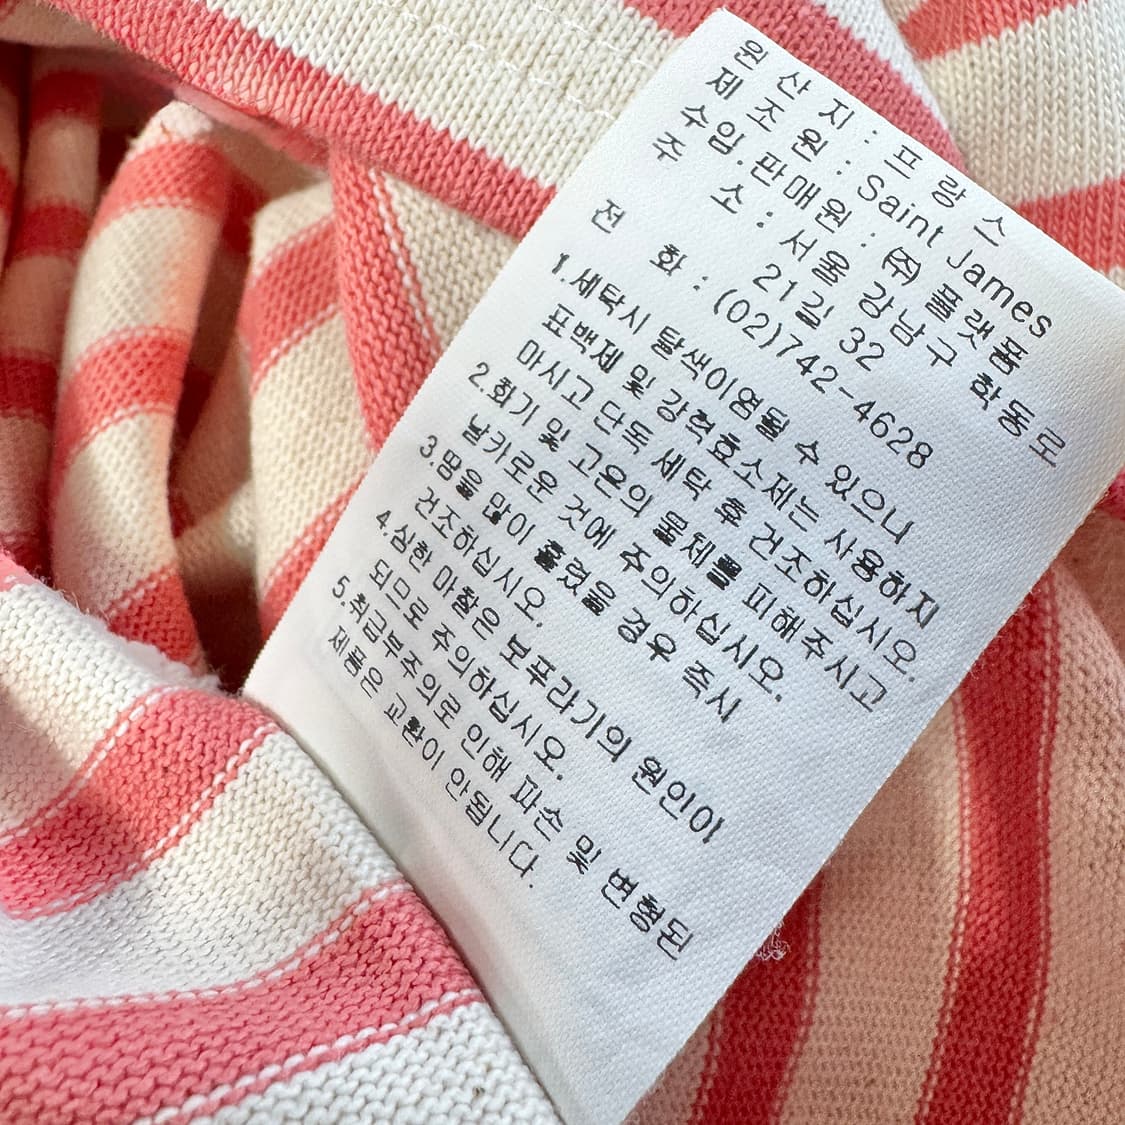 원 산 지 : 프 랑 스
제 조 원 : Saint James
수입.판매원 : ㈜ 플랫폼
주 소 : 서울 강남구 학동로
21길 32
전 화 : (02)742-4628
1.세탁시 탈색이염될 수 있으니
표백제 및 강력효소제는 사용하지
마시고 단독 세탁 후 건조하십시오.
2.화기 및 고온의 물체를 피해주시고
날카로운 것에 주의하십시오.
3.땀을 많이 흘렸을 경우 즉시
건조하십시오.
4.심한 마찰은 보푸라기의 원인이
되므로 주의하십시오.
5.취급부주의로 인해 파손 및 변형된
제품은 교환이 안됩니다.